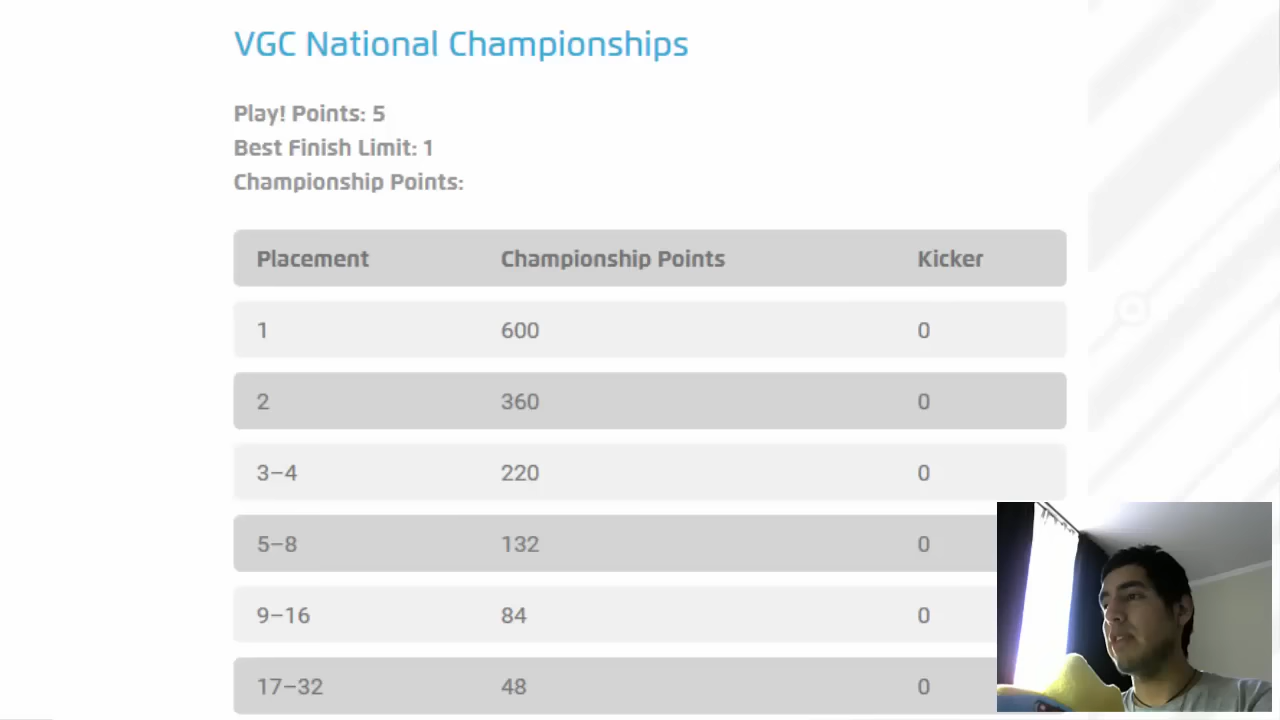 VGC National Championships
Play! Points: 5
Best Finish Limit: 1
Championship Points:
Placement Championship Points Kicker
1 600 0
2 360 0
3–4 220 0
5–8 132 0
9–16 84 0
17–32 48 0